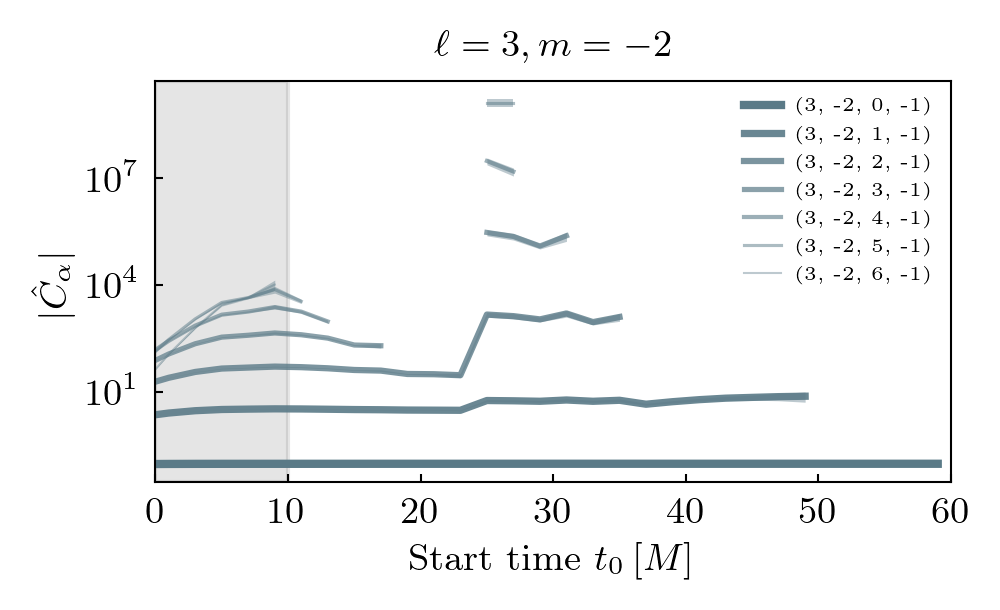 ℓ = 3, m = −2
|Ĉ_α|
10^7
10^4
10^1
(3, -2, 0, -1)
(3, -2, 1, -1)
(3, -2, 2, -1)
(3, -2, 3, -1)
(3, -2, 4, -1)
(3, -2, 5, -1)
(3, -2, 6, -1)
0 10 20 30 40 50 60
Start time t_0 [M]